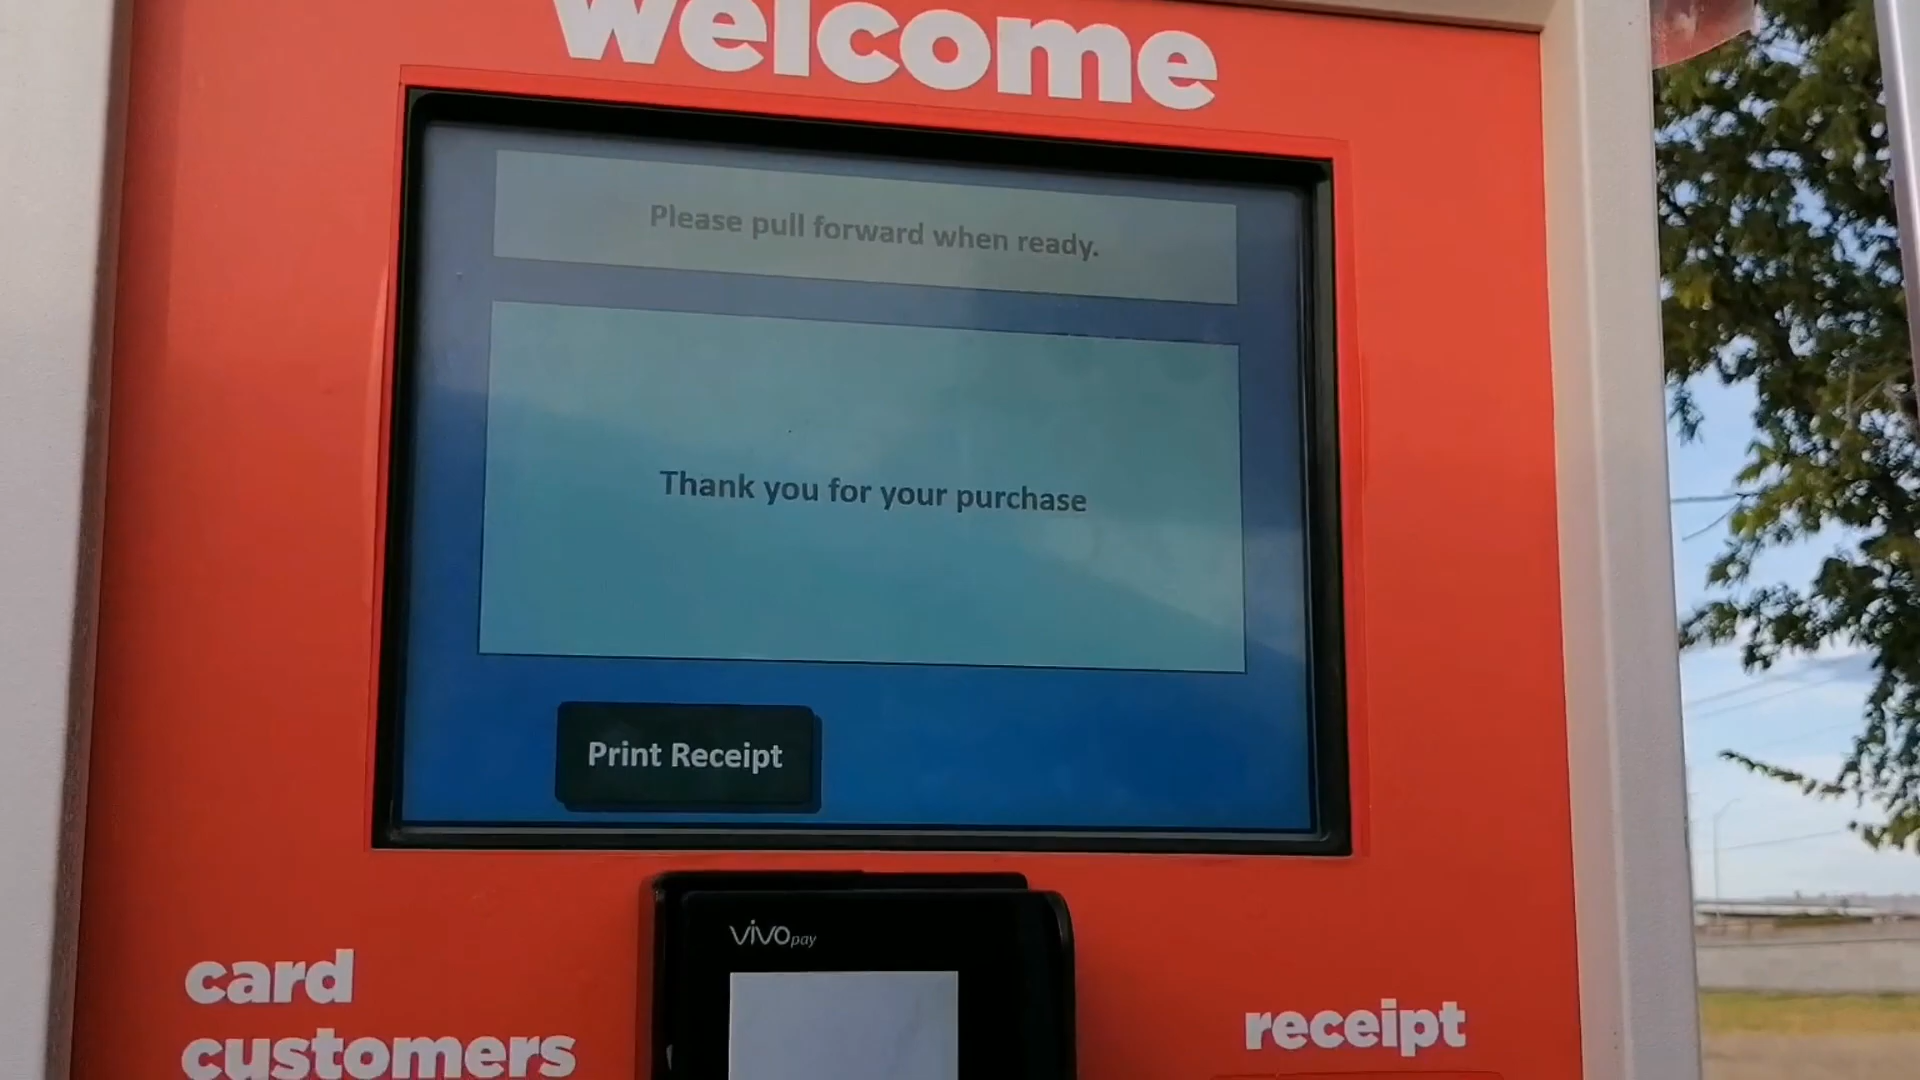 welcome
Please pull forward when ready.
Thank you for your purchase
Print Receipt
vivopay
card
customers
receipt